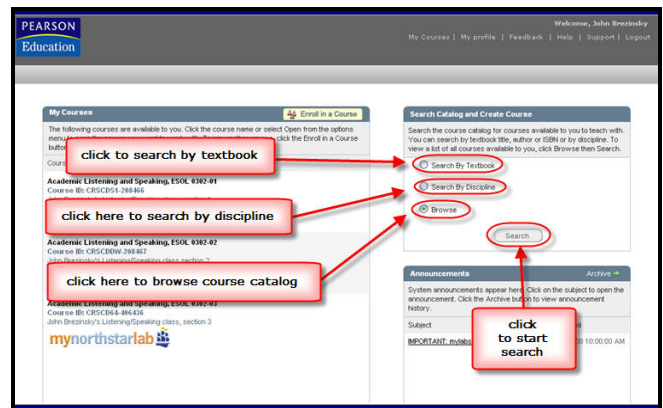 PEARSON
Education
Welcome, John Brezinsky
My Courses | My profile | Feedback | Help | Support | Logout
My Courses
Enroll in a Course
The following courses are available to you. Click the course name or select Open from the options
click the Enroll in a Course
click to search by textbook
Academic Listening and Speaking, ESOL 0302-01
Course ID: CRSCDS1-208466
click here to search by discipline
Academic Listening and Speaking, ESOL 0302-02
Course ID: CRSCDDW-208467
John Brezinsky's Listening/Speaking class section 2
click here to browse course catalog
Academic Listening and Speaking, ESOL 0302-03
Course ID: CRSCD64-406436
John Brezinsky's Listening/Speaking class, section 3
mynorthstarlab
Search Catalog and Create Course
Search the course catalog for courses available to you to teach with.
You can search by textbook title, author or ISBN or by discipline. To
view a list of all courses available to you, click Browse then Search.
Search By Textbook
Search By Discipline
Browse
Search
Announcements
Archive
System announcements appear here. Click on the subject to open the
announcement. Click the Archive button to view announcement
history.
Subject
IMPORTANT: mylabs
10:00:00 AM
click
to start
search